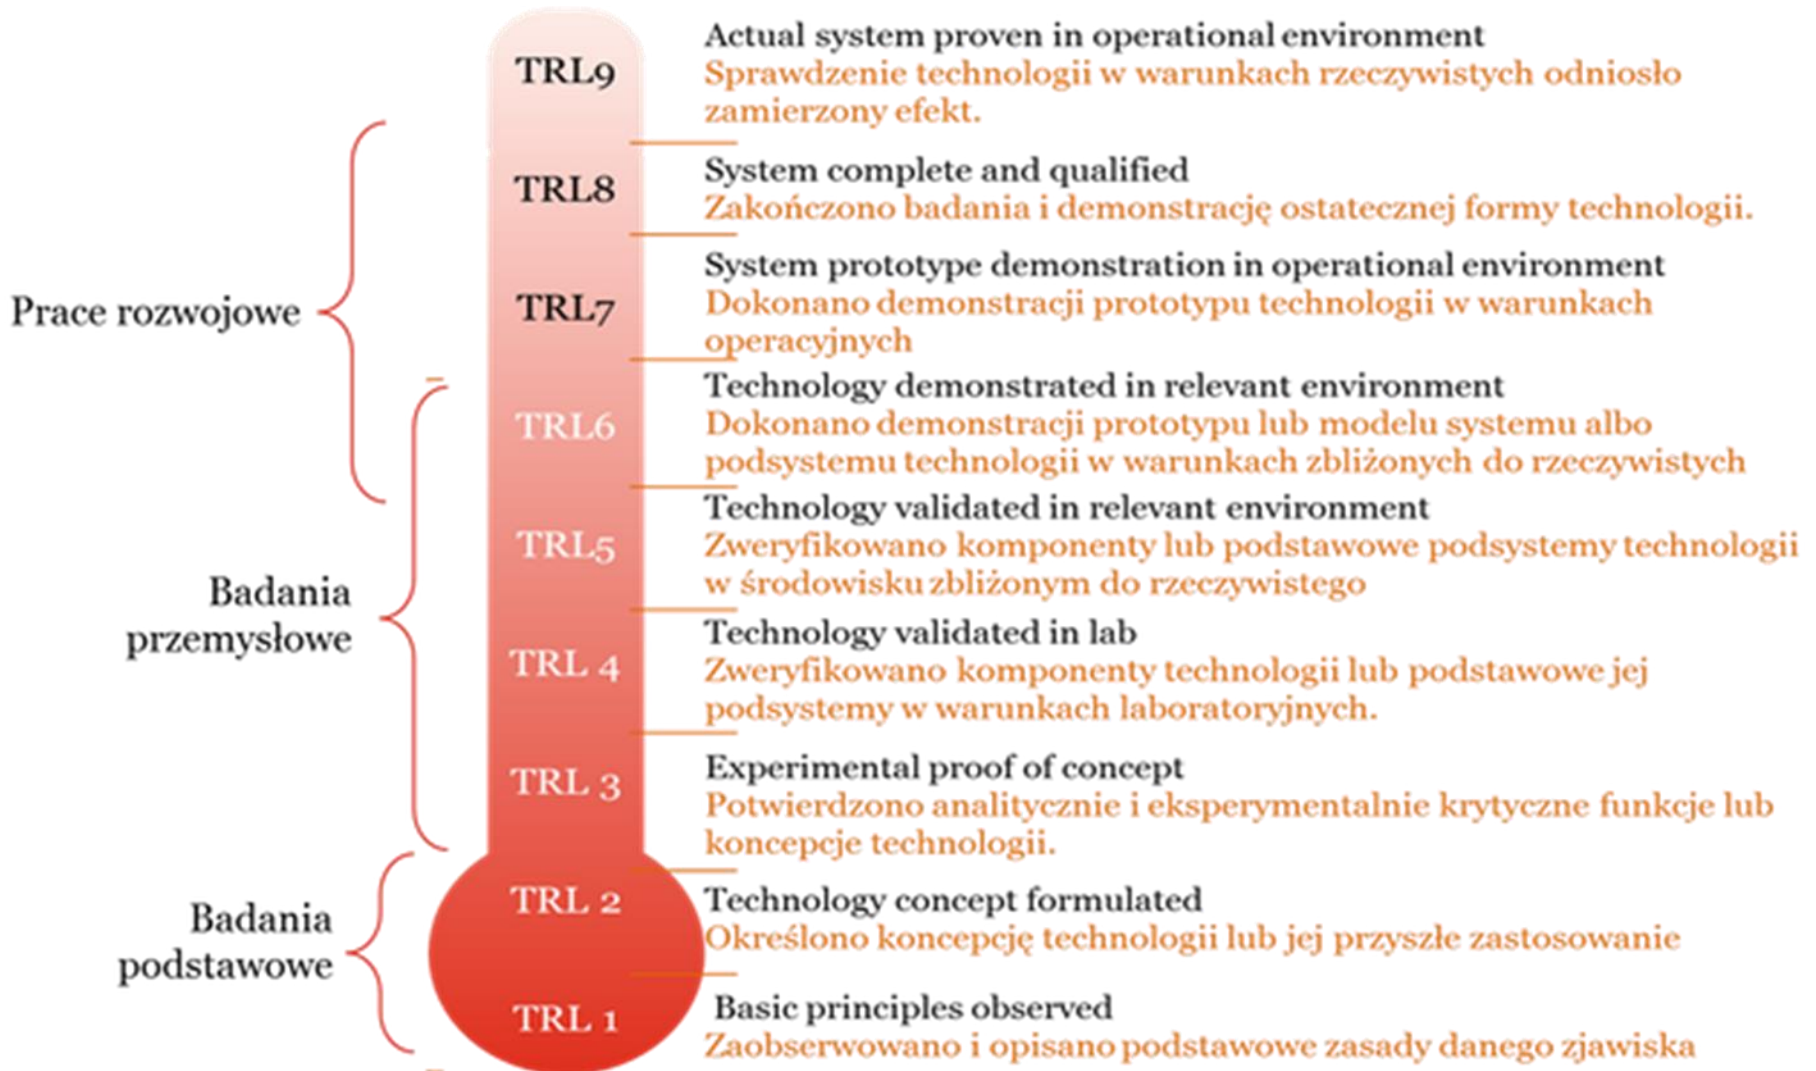 TRL9
Actual system proven in operational environment
Sprawdzenie technologii w warunkach rzeczywistych odniosło
zamierzony efekt.
TRL8
System complete and qualified
Zakończono badania i demonstrację ostatecznej formy technologii.
Prace rozwojowe
TRL7
System prototype demonstration in operational environment
Dokonano demonstracji prototypu technologii w warunkach
operacyjnych
TRL6
Technology demonstrated in relevant environment
Dokonano demonstracji prototypu lub modelu systemu albo
podsystemu technologii w warunkach zbliżonych do rzeczywistych
TRL5
Technology validated in relevant environment
Zweryfikowano komponenty lub podstawowe podsystemy technologii
w środowisku zbliżonym do rzeczywistego
Badania
przemysłowe
TRL 4
Technology validated in lab
Zweryfikowano komponenty technologii lub podstawowe jej
podsystemy w warunkach laboratoryjnych.
TRL 3
Experimental proof of concept
Potwierdzono analitycznie i eksperymentalnie krytyczne funkcje lub
koncepcje technologii.
Badania
podstawowe
TRL 2
Technology concept formulated
Określono koncepcję technologii lub jej przyszłe zastosowanie
TRL 1
Basic principles observed
Zaobserwowano i opisano podstawowe zasady danego zjawiska